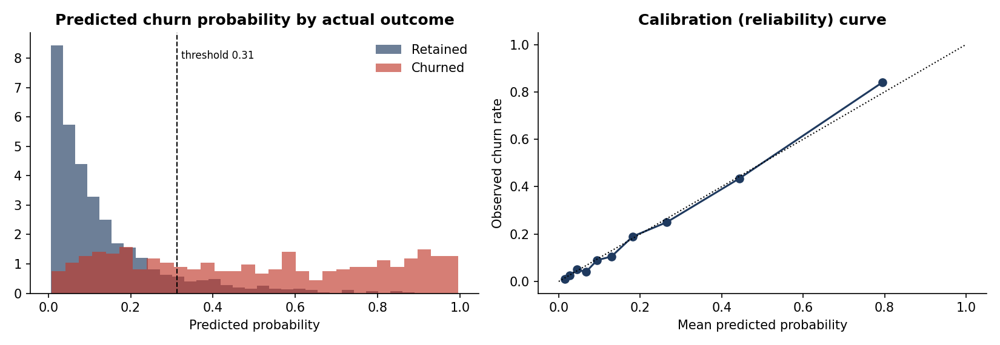 Predicted churn probability by actual outcome
8
7
6
5
4
3
2
1
0
threshold 0.31
Retained
Churned
0.0 0.2 0.4 0.6 0.8 1.0
Predicted probability
Calibration (reliability) curve
Observed churn rate
1.0
0.8
0.6
0.4
0.2
0.0
0.0 0.2 0.4 0.6 0.8 1.0
Mean predicted probability